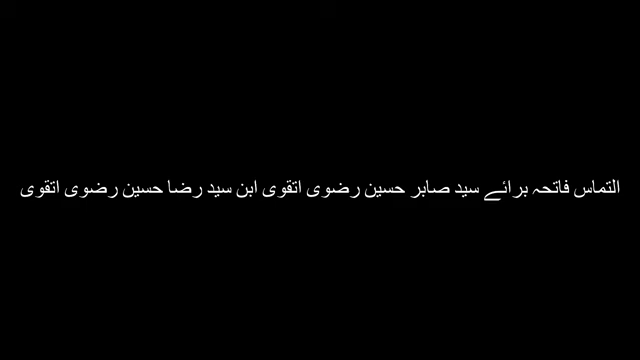 التماس فاتحہ برائے سید صابر حسین رضوی اتقوی ابن سید رضا حسین رضوی اتقوی